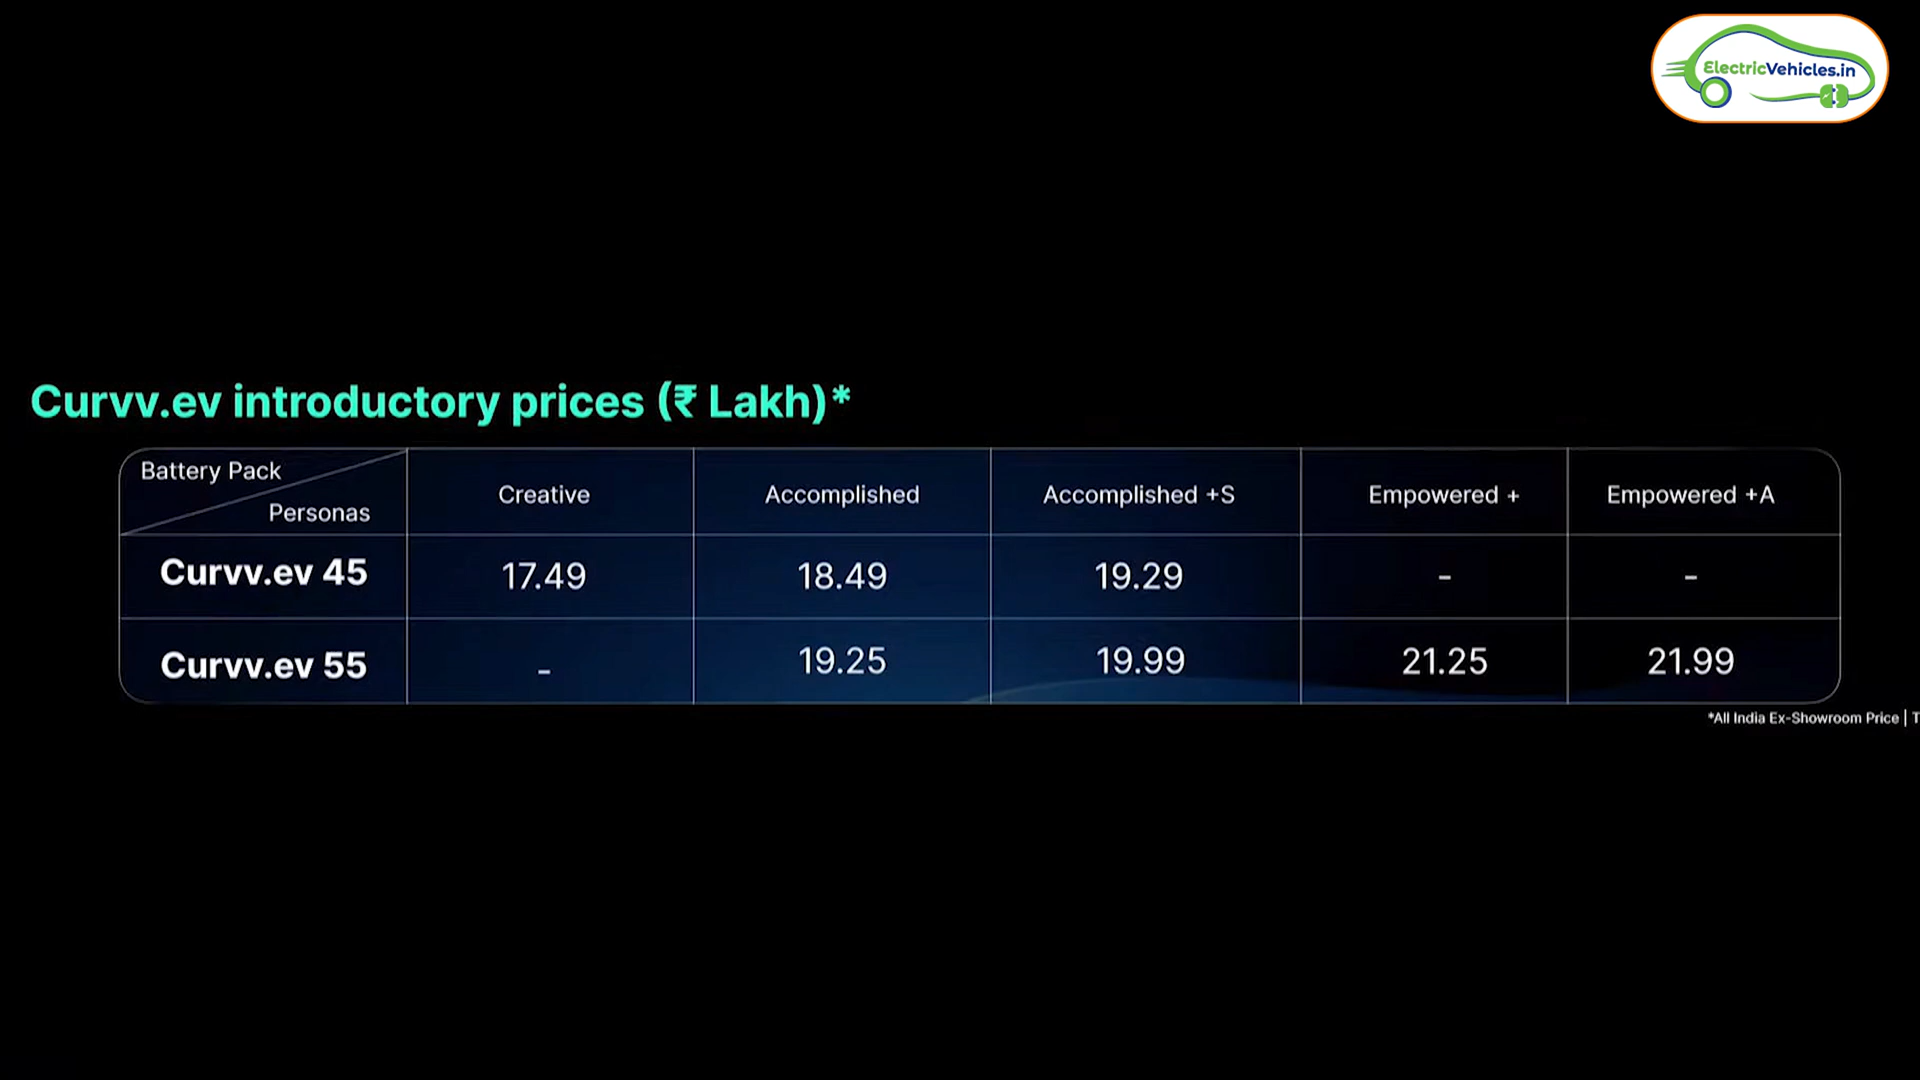 ElectricVehicles.in
Curvv.ev introductory prices (₹ Lakh)*
Battery Pack
Personas
Creative
Accomplished
Accomplished +S
Empowered +
Empowered +A
Curvv.ev 45
17.49
18.49
19.29
-
-
Curvv.ev 55
-
19.25
19.99
21.25
21.99
*All India Ex-Showroom Price | T